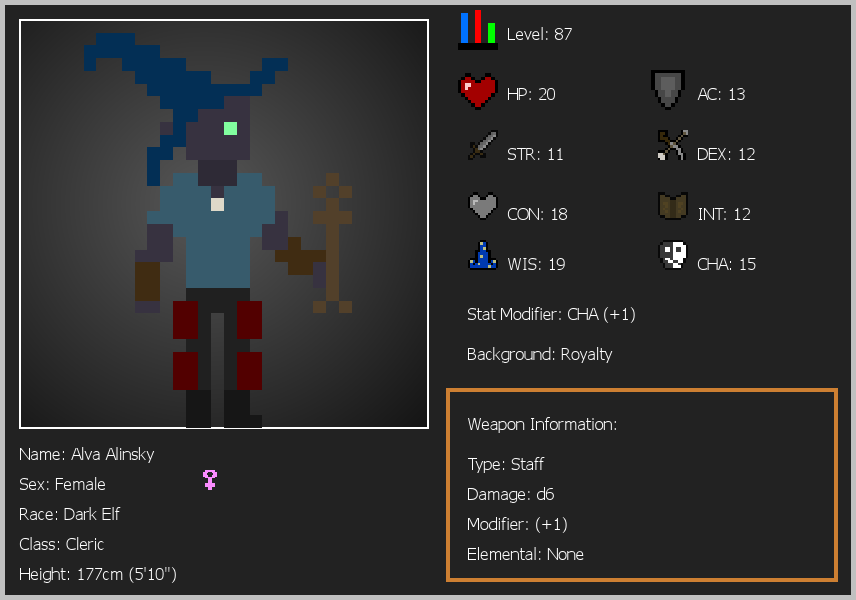 Level: 87
HP: 20
AC: 13
STR: 11
DEX: 12
CON: 18
INT: 12
WIS: 19
CHA: 15
Stat Modifier: CHA (+1)
Background: Royalty
Weapon Information:
Type: Staff
Damage: d6
Modifier: (+1)
Elemental: None
Name: Alva Alinsky
Sex: Female
Race: Dark Elf
Class: Cleric
Height: 177cm (5'10")